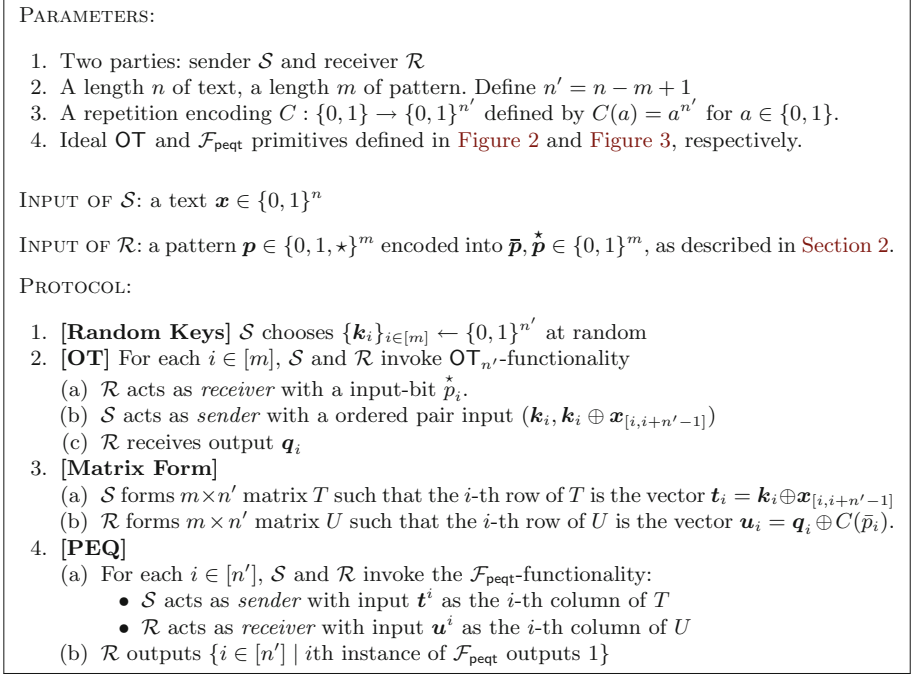 PARAMETERS:
1. Two parties: sender 𝒮 and receiver ℛ
2. A length n of text, a length m of pattern. Define n′ = n − m + 1
3. A repetition encoding C : {0, 1} → {0, 1}^{n′} defined by C(a) = a^{n′} for a ∈ {0, 1}.
4. Ideal OT and ℱ_peqt primitives defined in Figure 2 and Figure 3, respectively.
INPUT OF 𝒮: a text 𝒙 ∈ {0, 1}^n
INPUT OF ℛ: a pattern 𝒑 ∈ {0, 1, ⋆}^m encoded into 𝒑̄, \overset{⋆}{𝒑} ∈ {0, 1}^m, as described in Section 2.
PROTOCOL:
1. [Random Keys] 𝒮 chooses {𝒌_i}_{i∈[m]} ← {0, 1}^{n′} at random
2. [OT] For each i ∈ [m], 𝒮 and ℛ invoke OT_{n′}-functionality
(a) ℛ acts as receiver with a input-bit \overset{⋆}{p}_i.
(b) 𝒮 acts as sender with a ordered pair input (𝒌_i, 𝒌_i ⊕ 𝒙_{[i,i+n′−1]})
(c) ℛ receives output 𝒒_i
3. [Matrix Form]
(a) 𝒮 forms m×n′ matrix T such that the i-th row of T is the vector 𝒕_i = 𝒌_i⊕𝒙_{[i,i+n′−1]}
(b) ℛ forms m×n′ matrix U such that the i-th row of U is the vector 𝒖_i = 𝒒_i ⊕ C(p̄_i).
4. [PEQ]
(a) For each i ∈ [n′], 𝒮 and ℛ invoke the ℱ_peqt-functionality:
• 𝒮 acts as sender with input 𝒕^i as the i-th column of T
• ℛ acts as receiver with input 𝒖^i as the i-th column of U
(b) ℛ outputs {i ∈ [n′] | ith instance of ℱ_peqt outputs 1}